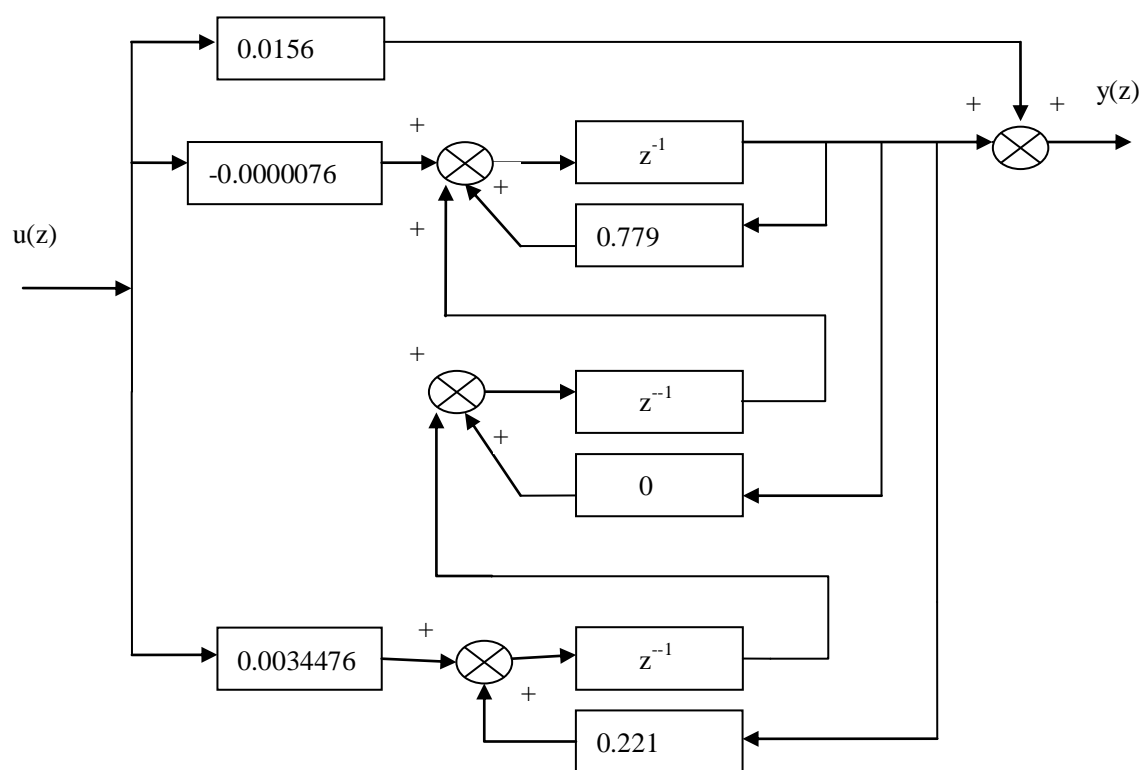 0.0156
y(z)
+ +
+
z⁻¹
-0.0000076
+
+
0.779
u(z)
+
z⁻⁻¹
+
0
+
0.0034476
z⁻⁻¹
+
0.221